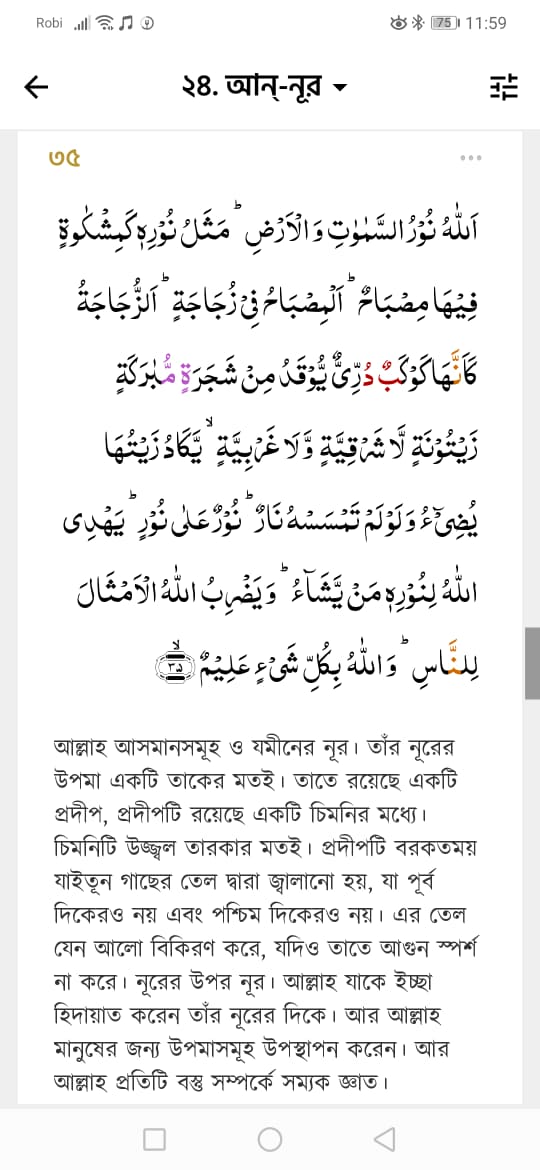 Robi 75 11:59
২৪. আন্-নূর
৩৫
اَللّٰهُ نُوْرُ السَّمٰوٰتِ وَالْاَرْضِ ؕ مَثَلُ نُوْرِهٖ كَمِشْكٰوةٍ
فِيْهَا مِصْبَاحٌ ؕ اَلْمِصْبَاحُ فِيْ زُجَاجَةٍ ؕ اَلزُّجَاجَةُ
كَاَنَّهَا كَوْكَبٌ دُرِّيٌّ يُّوْقَدُ مِنْ شَجَرَةٍ مُّبٰرَكَةٍ
زَيْتُوْنَةٍ لَّا شَرْقِيَّةٍ وَّلَا غَرْبِيَّةٍ ۙ يَّكَادُ زَيْتُهَا
يُضِيْٓءُ وَلَوْ لَمْ تَمْسَسْهُ نَارٌ ؕ نُوْرٌ عَلٰى نُوْرٍ ؕ يَهْدِى
اللّٰهُ لِنُوْرِهٖ مَنْ يَّشَآءُ ؕ وَيَضْرِبُ اللّٰهُ الْاَمْثَالَ
لِلنَّاسِ ؕ وَاللّٰهُ بِكُلِّ شَيْءٍ عَلِيْمٌ ۙ ﴿۳۵﴾
আল্লাহ আসমানসমূহ ও যমীনের নূর। তাঁর নূরের
উপমা একটি তাকের মতই। তাতে রয়েছে একটি
প্রদীপ, প্রদীপটি রয়েছে একটি চিমনির মধ্যে।
চিমনিটি উজ্জ্বল তারকার মতই। প্রদীপটি বরকতময়
যাইতূন গাছের তেল দ্বারা জ্বালানো হয়, যা পূর্ব
দিকেরও নয় এবং পশ্চিম দিকেরও নয়। এর তেল
যেন আলো বিকিরণ করে, যদিও তাতে আগুন স্পর্শ
না করে। নূরের উপর নূর। আল্লাহ যাকে ইচ্ছা
হিদায়াত করেন তাঁর নূরের দিকে। আর আল্লাহ
মানুষের জন্য উপমাসমূহ উপস্থাপন করেন। আর
আল্লাহ প্রতিটি বস্তু সম্পর্কে সম্যক জ্ঞাত।